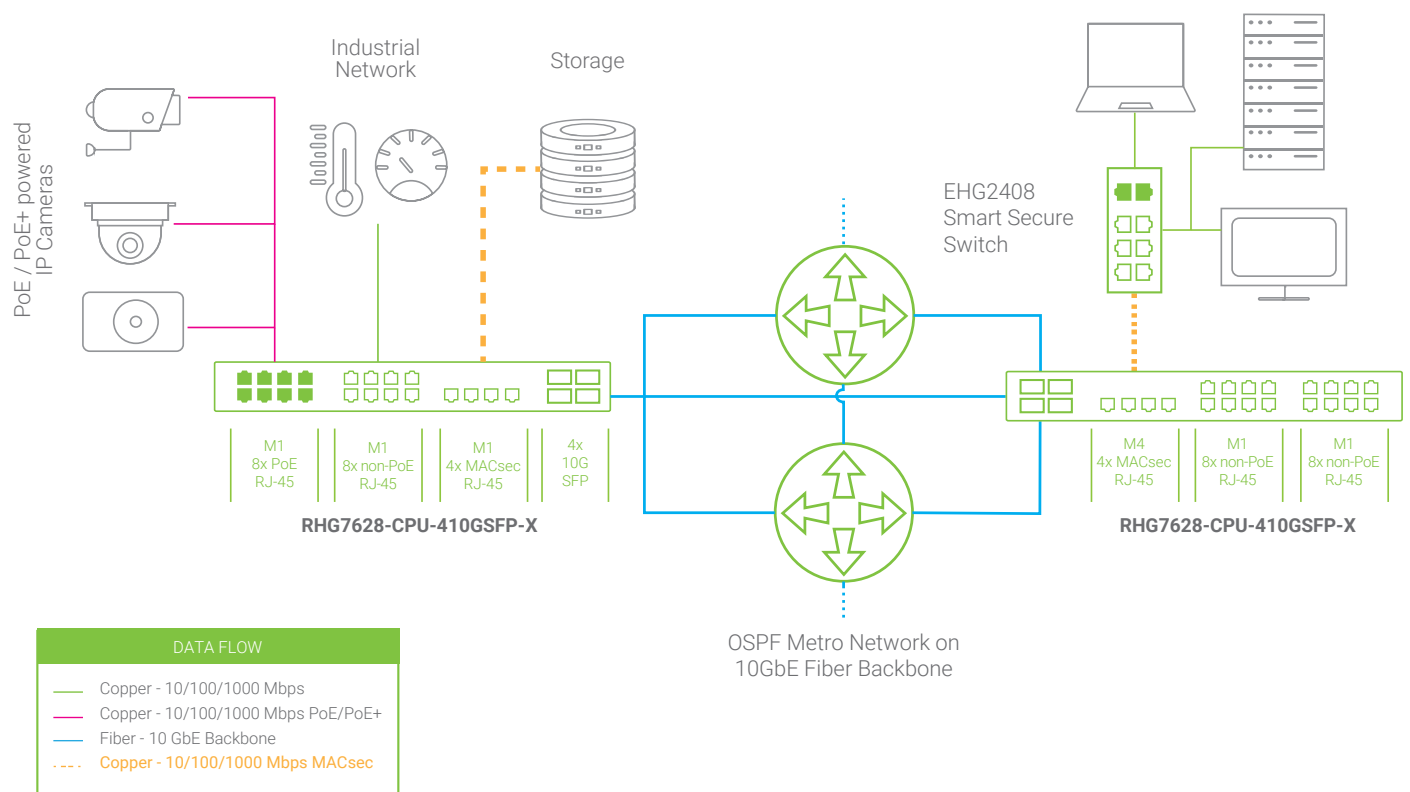 PoE / PoE+ powered
IP Cameras
Industrial
Network
Storage
EHG2408
Smart Secure
Switch
M1
8x PoE
RJ-45
M1
8x non-PoE
RJ-45
M1
4x MACsec
RJ-45
4x
10G
SFP
RHG7628-CPU-410GSFP-X
M4
4x MACsec
RJ-45
M1
8x non-PoE
RJ-45
M1
8x non-PoE
RJ-45
RHG7628-CPU-410GSFP-X
OSPF Metro Network on
10GbE Fiber Backbone
DATA FLOW
Copper - 10/100/1000 Mbps
Copper - 10/100/1000 Mbps PoE/PoE+
Fiber - 10 GbE Backbone
Copper - 10/100/1000 Mbps MACsec